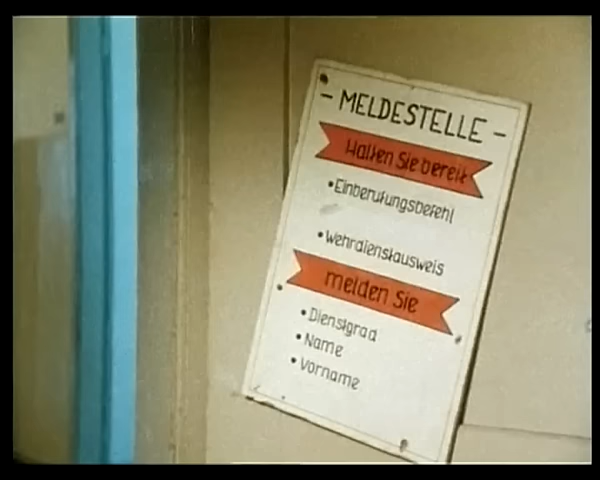 - MELDESTELLE -
Halten Sie bereit
• Einberufungsbefehl
• Wehrdienstausweis
melden Sie
• Dienstgrad
• Name
• Vorname